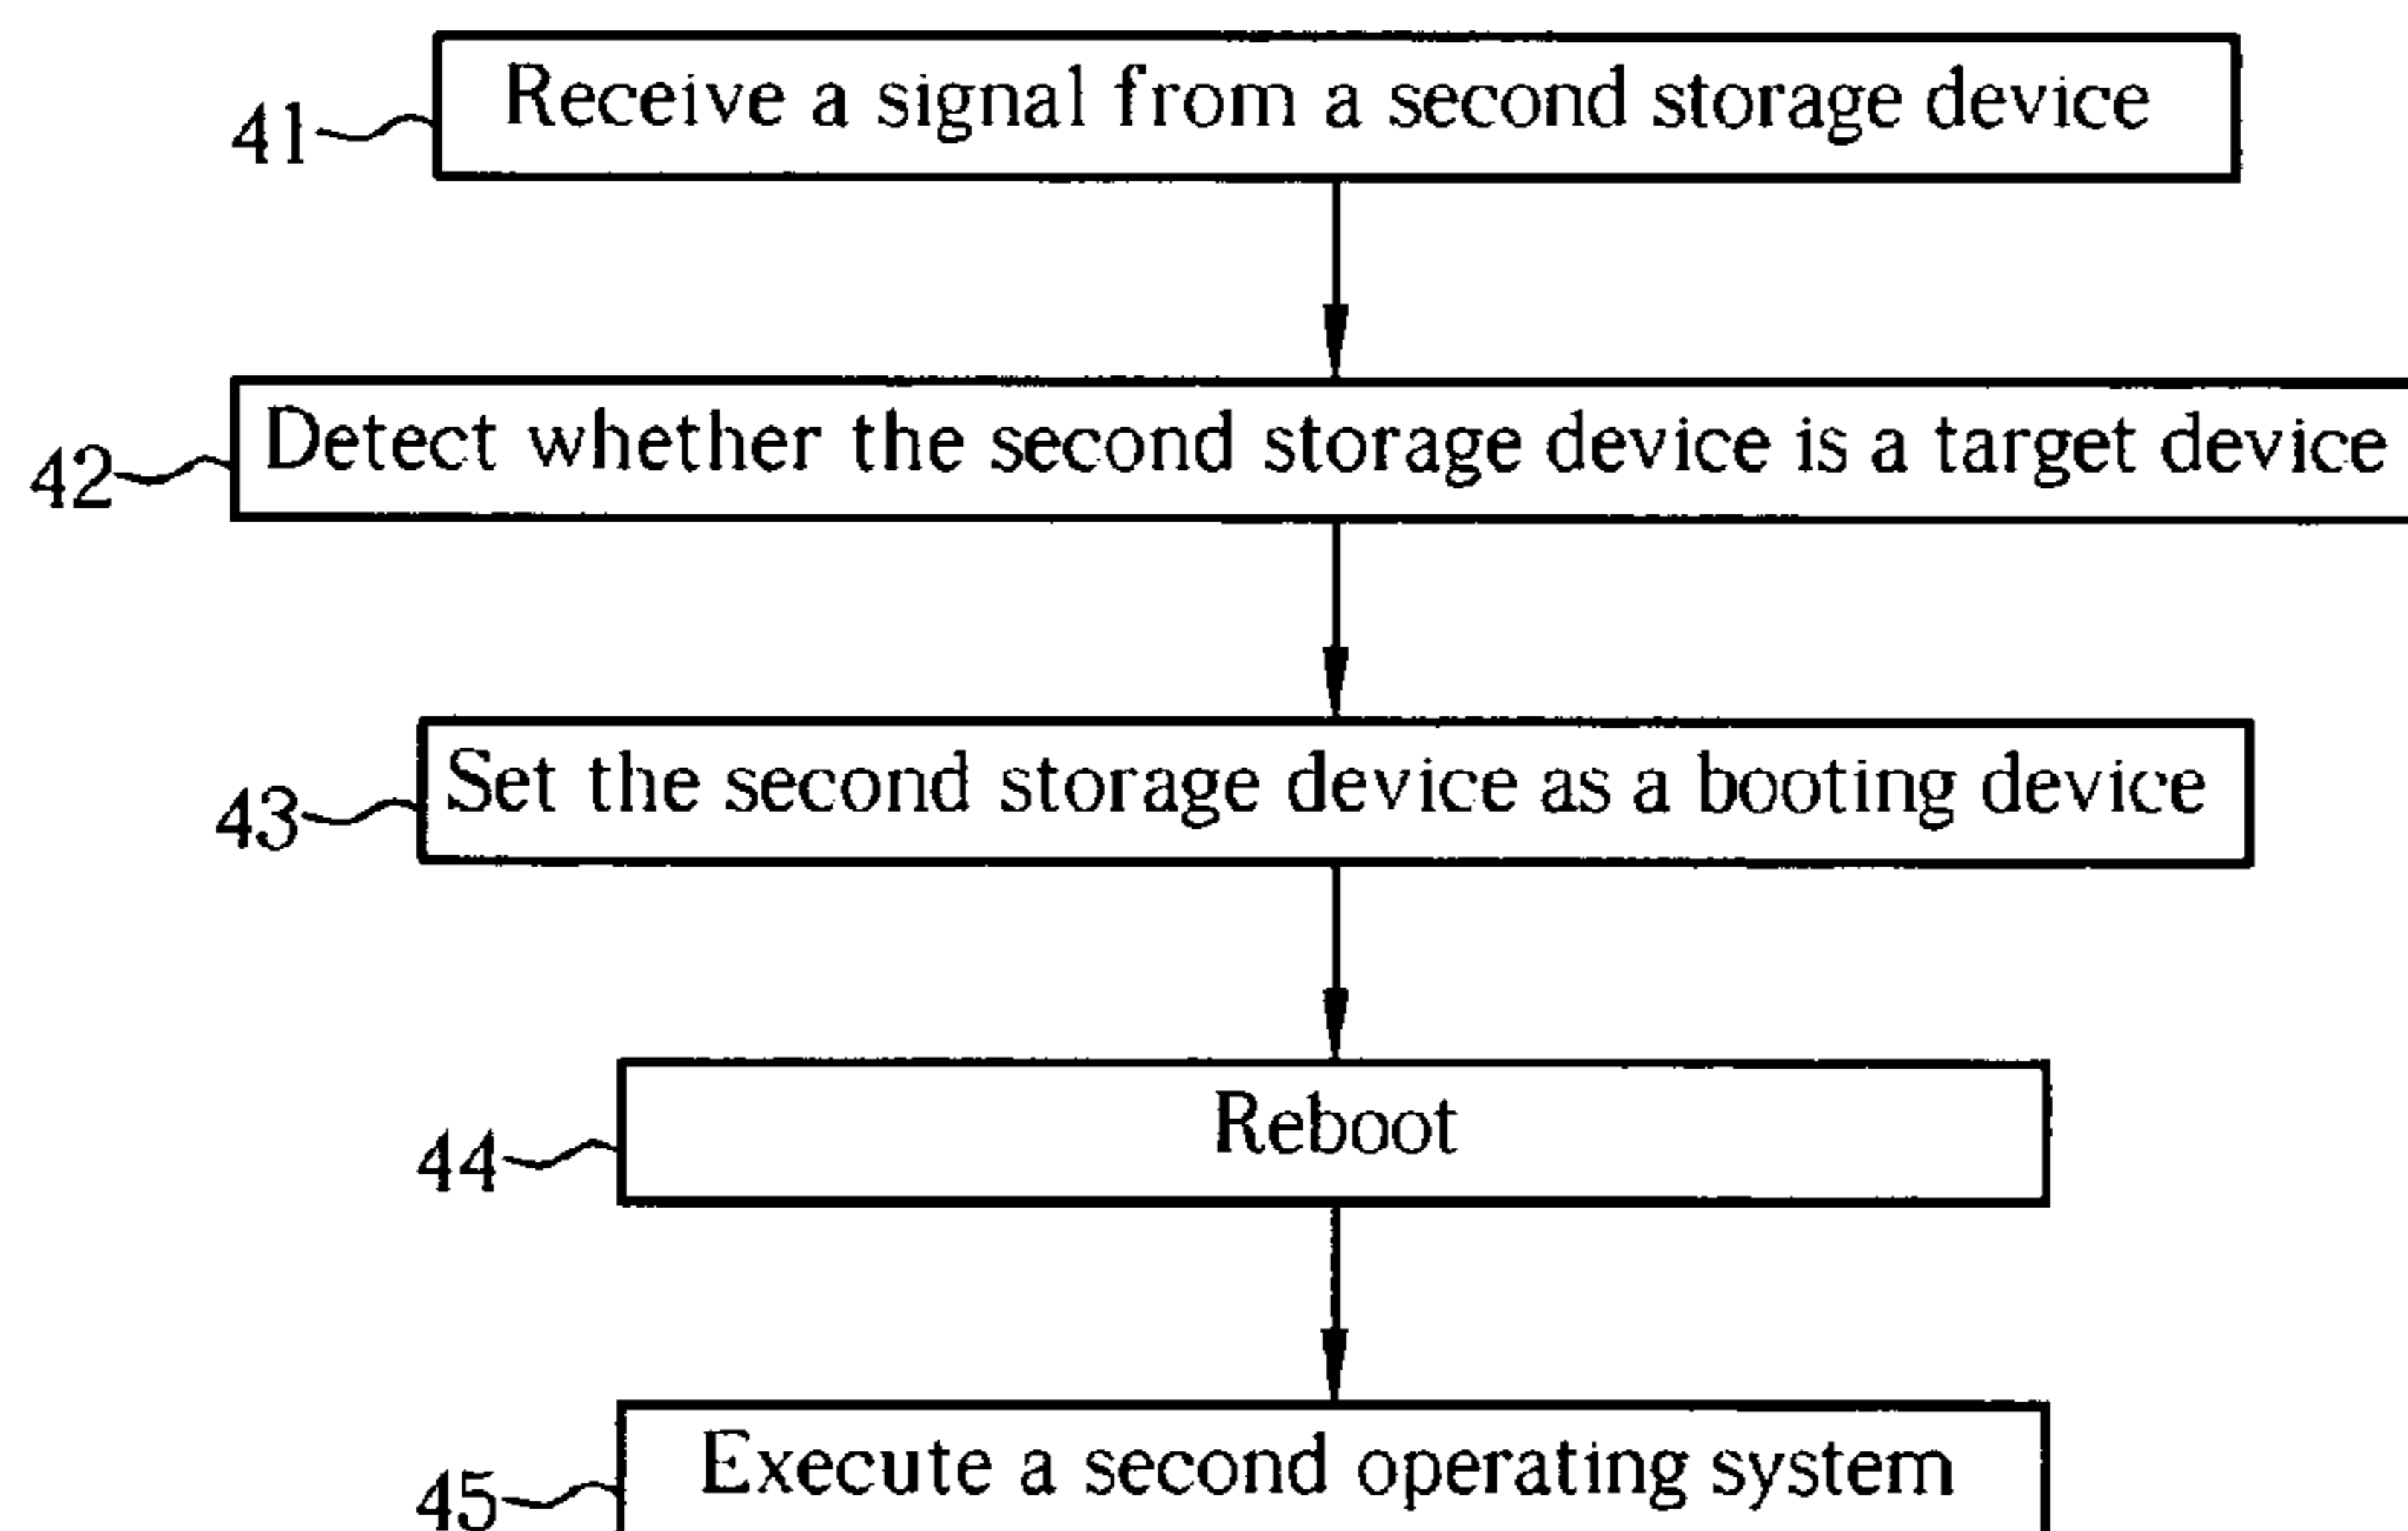 41 Receive a signal from a second storage device
42 Detect whether the second storage device is a target device
43 Set the second storage device as a booting device
44 Reboot
45 Execute a second operating system